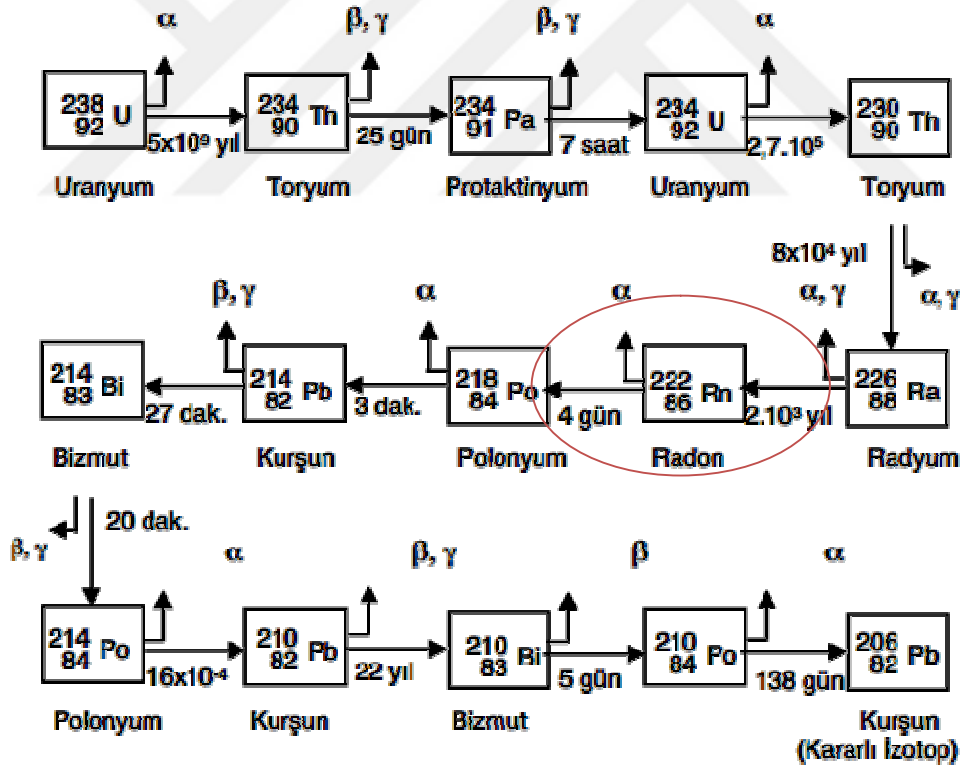 α β, γ β, γ α
238 234 234 234 230
92 U 90 Th 91 Pa 92 U 90 Th
5x10⁹ yıl 25 gün 7 saat 2,7.10⁵
Uranyum Toryum Protaktinyum Uranyum Toryum
8x10⁴ yıl
β, γ α α α, γ α, γ
214 214 218 222 226
83 Bi 82 Pb 84 Po 86 Rn 88 Ra
27 dak. 3 dak. 4 gün 2.10³ yıl
Bizmut Kurşun Polonyum Radon Radyum
20 dak.
β, γ α β, γ β α
214 210 210 210 206
84 Po 82 Pb 83 Bi 84 Po 82 Pb
16x10⁻⁴ 22 yıl 5 gün 138 gün
Polonyum Kurşun Bizmut Kurşun
(Kararlı İzotop)